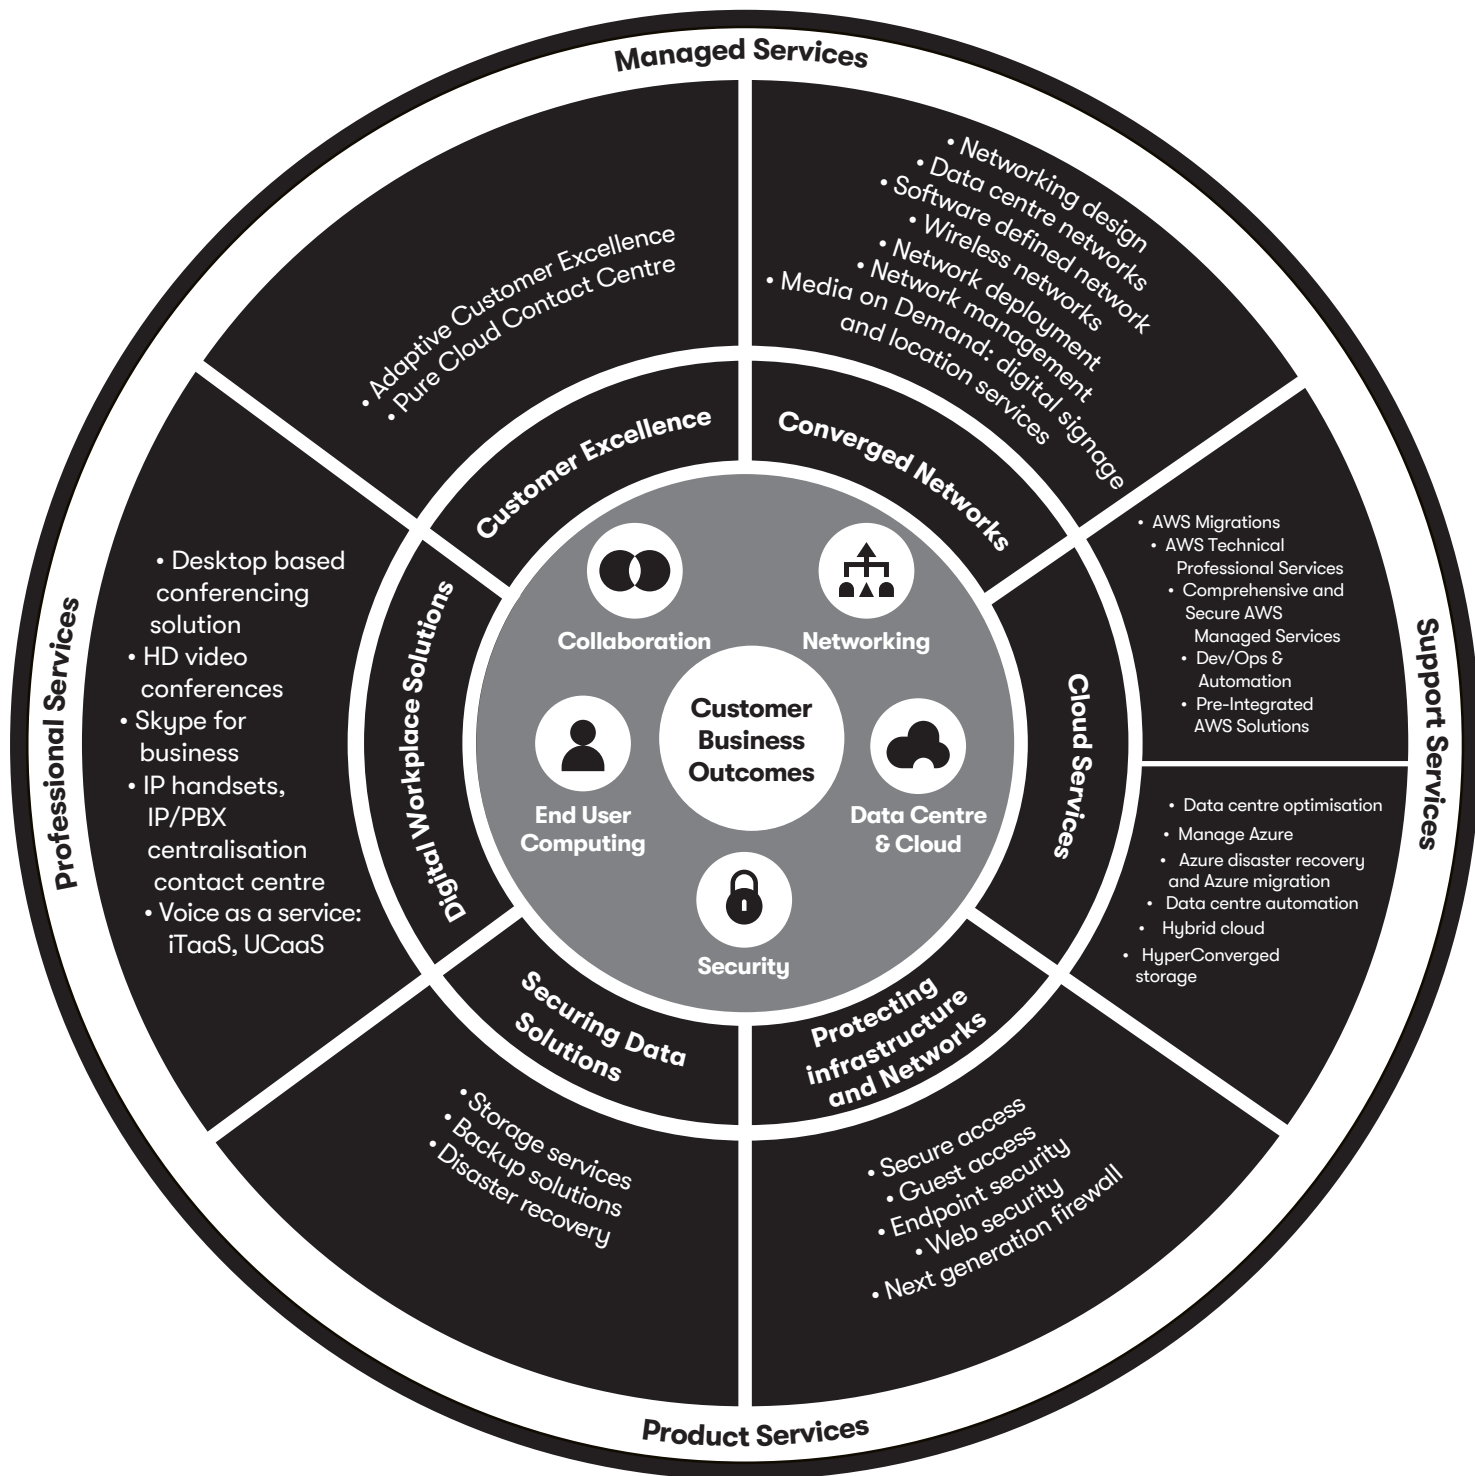 Managed Services
• Adaptive Customer Excellence
• Pure Cloud Contact Centre
• Networking design
• Data centre networks
• Software defined network
• Wireless networks
• Network deployment
• Network management
• Media on Demand: digital signage
and location services
Customer Excellence
Converged Networks
• AWS Migrations
• AWS Technical
Professional Services
• Comprehensive and
Secure AWS
Managed Services
• Dev/Ops &
Automation
• Pre-Integrated
AWS Solutions
• Data centre optimisation
• Manage Azure
• Azure disaster recovery
and Azure migration
• Data centre automation
• Hybrid cloud
• HyperConverged
storage
Support Services
Cloud Services
Professional Services
• Desktop based
conferencing
solution
• HD video
conferences
• Skype for
business
• IP handsets,
IP/PBX
centralisation
contact centre
• Voice as a service:
iTaaS, UCaaS
Digital Workplace Solutions
Collaboration
Networking
Customer
Business
Outcomes
End User
Computing
Data Centre
& Cloud
Security
Securing Data
Solutions
Protecting
infrastructure
and Networks
• Storage services
• Backup solutions
• Disaster recovery
• Secure access
• Guest access
• Endpoint security
• Web security
• Next generation firewall
Product Services